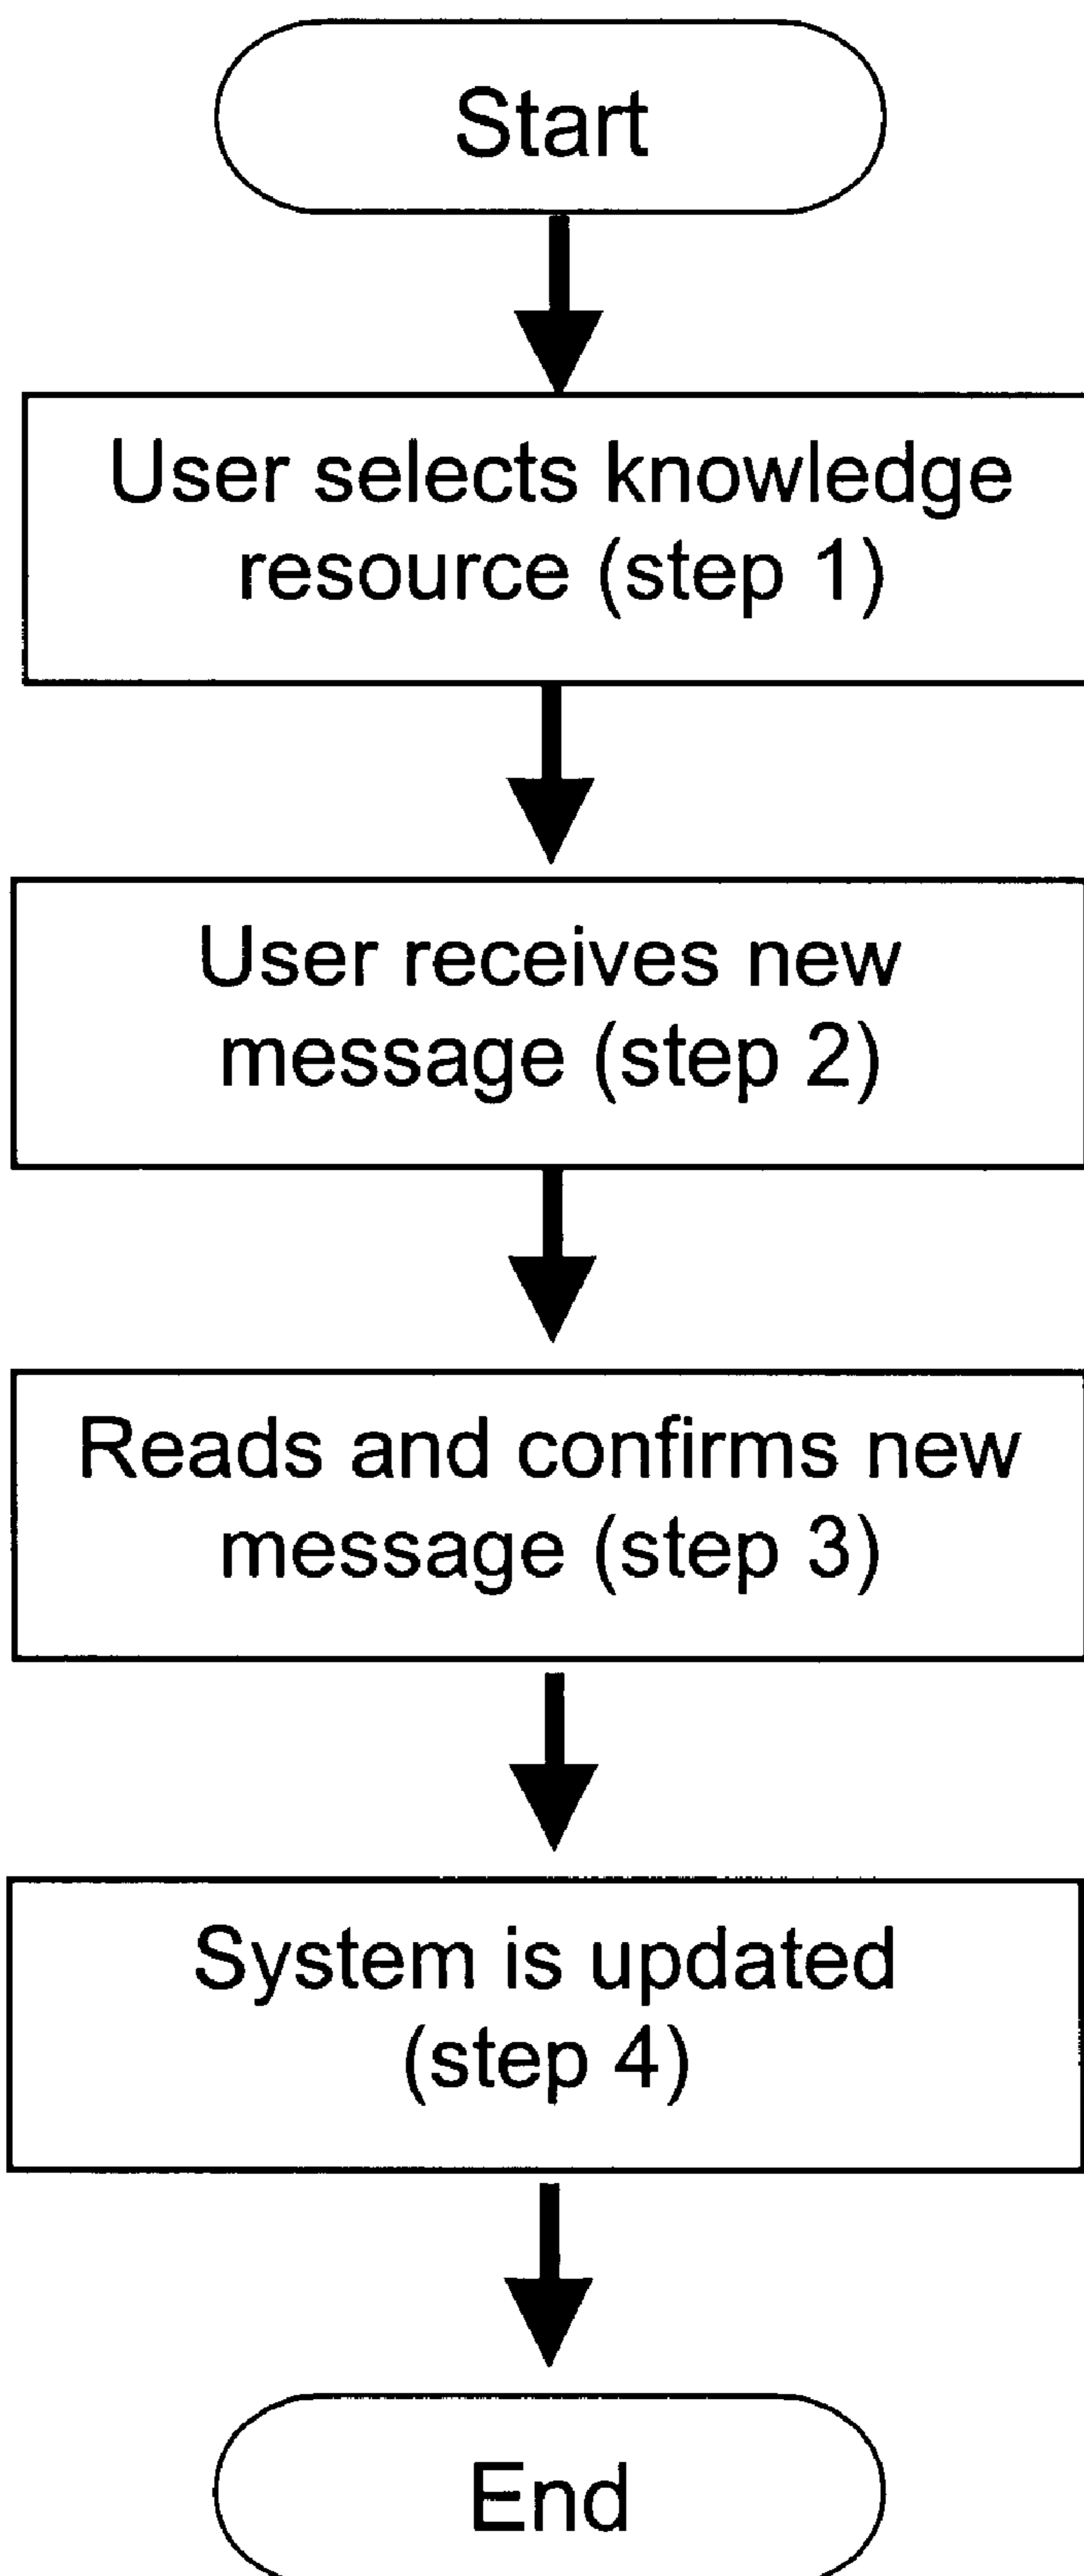 Start
User selects knowledge
resource (step 1)
User receives new
message (step 2)
Reads and confirms new
message (step 3)
System is updated
(step 4)
End